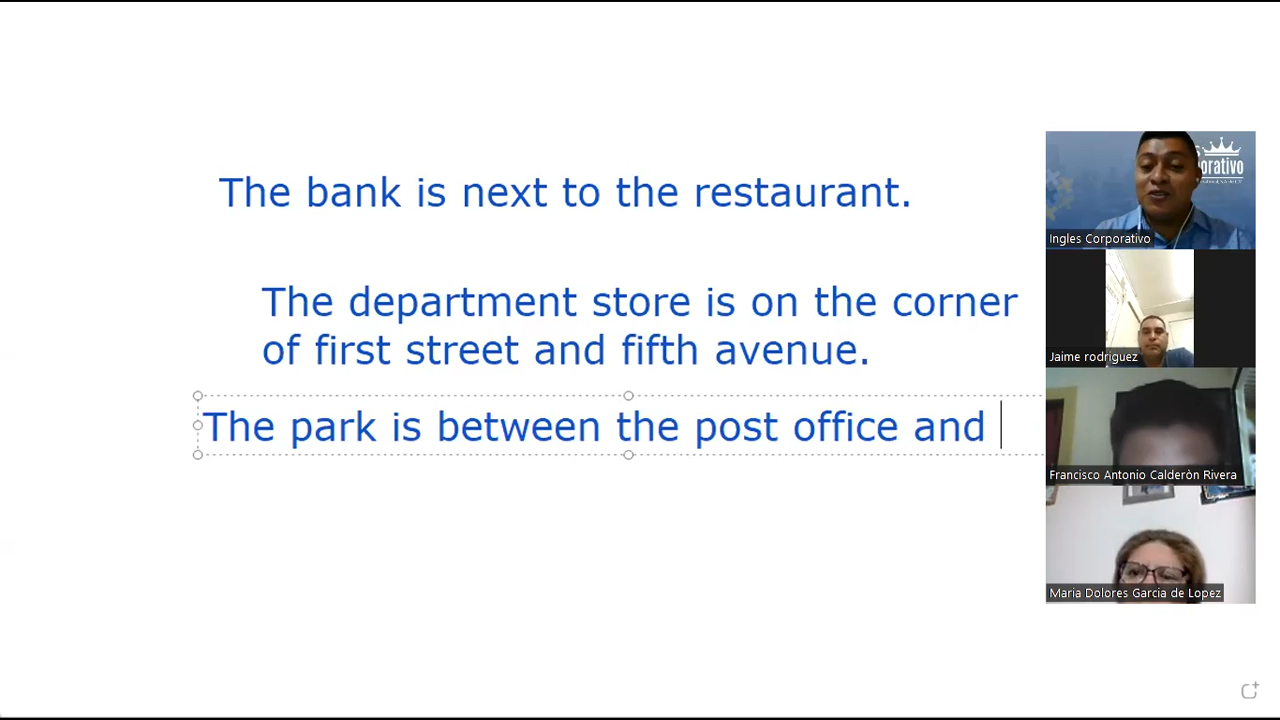 The bank is next to the restaurant.
The department store is on the corner
of first street and fifth avenue.
The park is between the post office and
orativo
Ingles Corporativo
Jaime rodriguez
Francisco Antonio Calderòn Rivera
Maria Dolores Garcia de Lopez